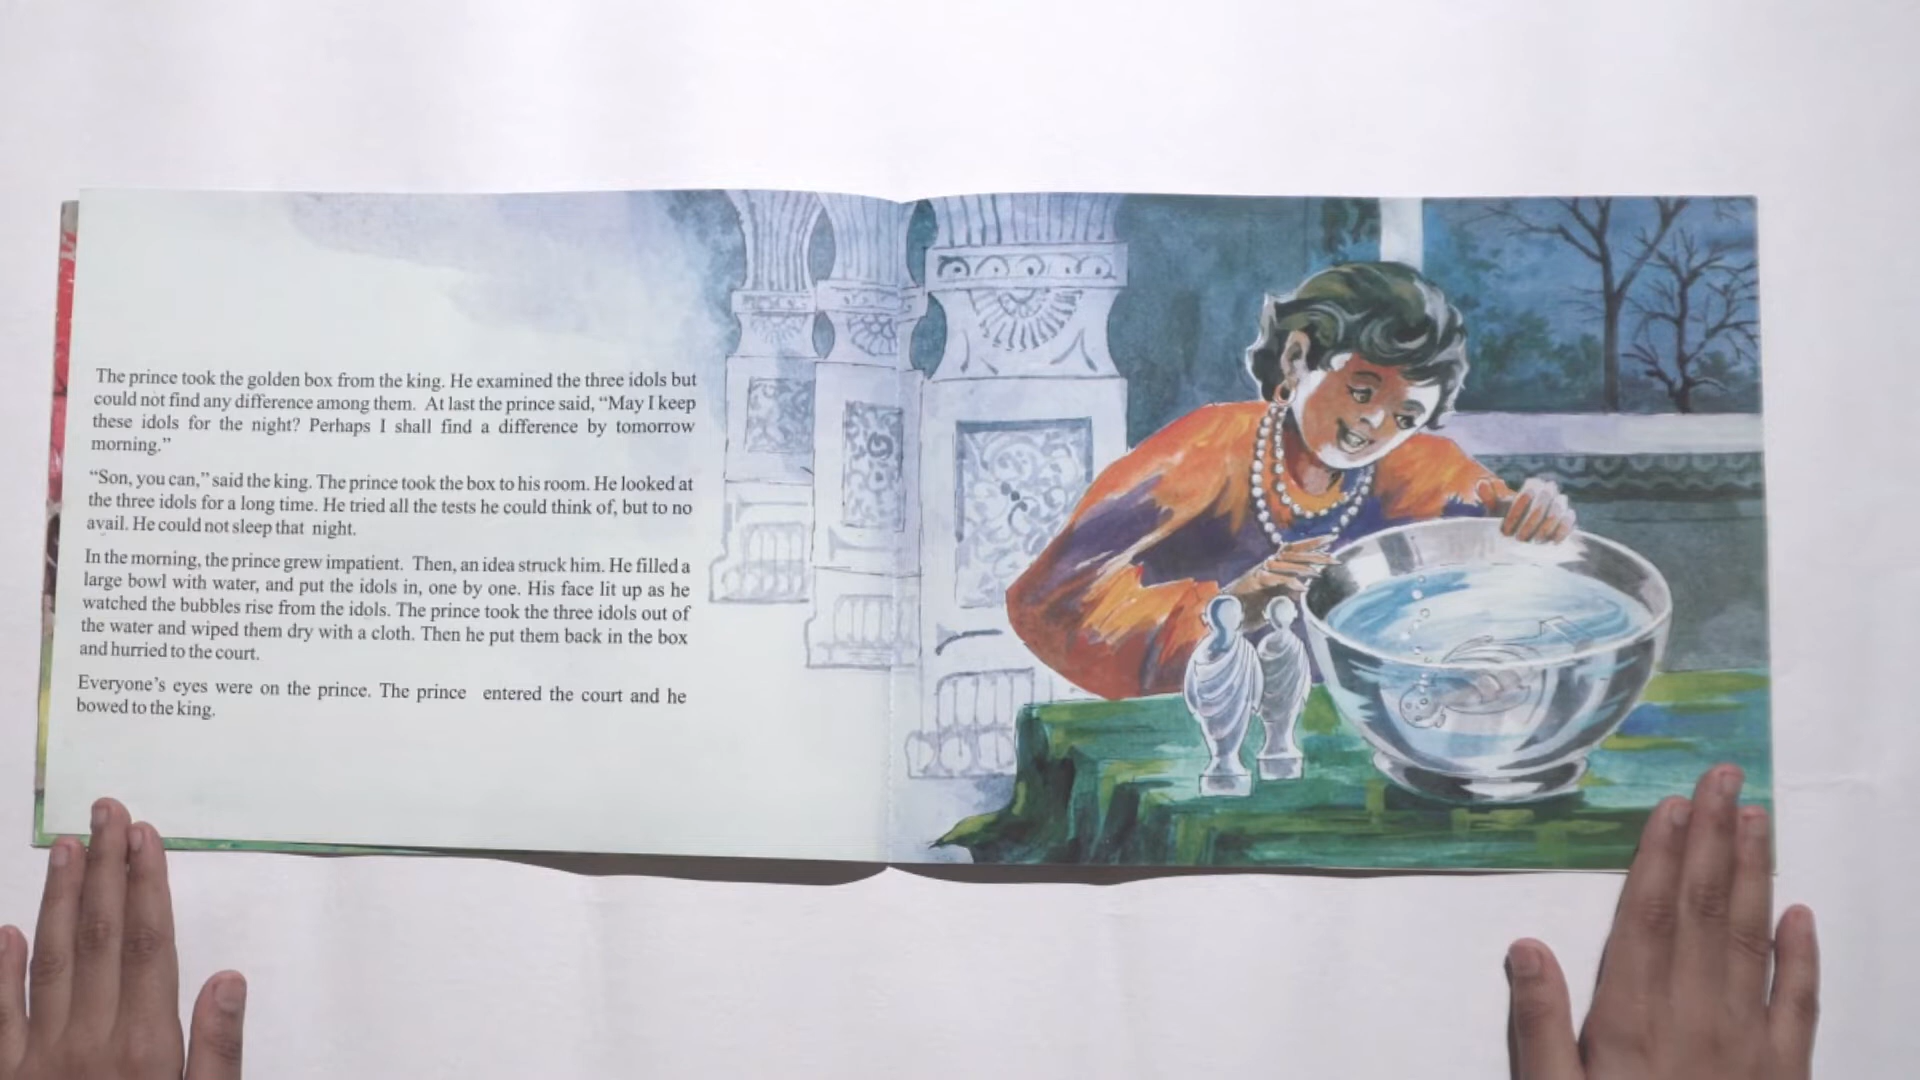 The prince took the golden box from the king. He examined the three idols but
could not find any difference among them. At last the prince said, “May I keep
these idols for the night? Perhaps I shall find a difference by tomorrow
morning.”
“Son, you can,” said the king. The prince took the box to his room. He looked at
the three idols for a long time. He tried all the tests he could think of, but to no
avail. He could not sleep that night.
In the morning, the prince grew impatient. Then, an idea struck him. He filled a
large bowl with water, and put the idols in, one by one. His face lit up as he
watched the bubbles rise from the idols. The prince took the three idols out of
the water and wiped them dry with a cloth. Then he put them back in the box
and hurried to the court.
Everyone’s eyes were on the prince. The prince entered the court and he
bowed to the king.